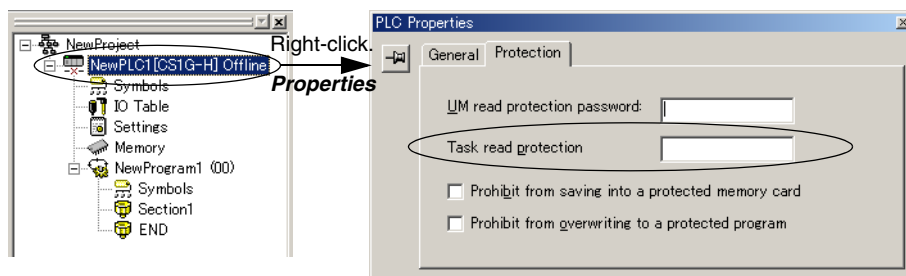 NewProject
NewPLC1[CS1G-H] Offline
Symbols
IO Table
Settings
Memory
NewProgram1 (00)
Symbols
Section1
END
Right-click.
Properties
PLC Properties
General Protection
UM read protection password:
Task read protection
Prohibit from saving into a protected memory card
Prohibit from overwriting to a protected program